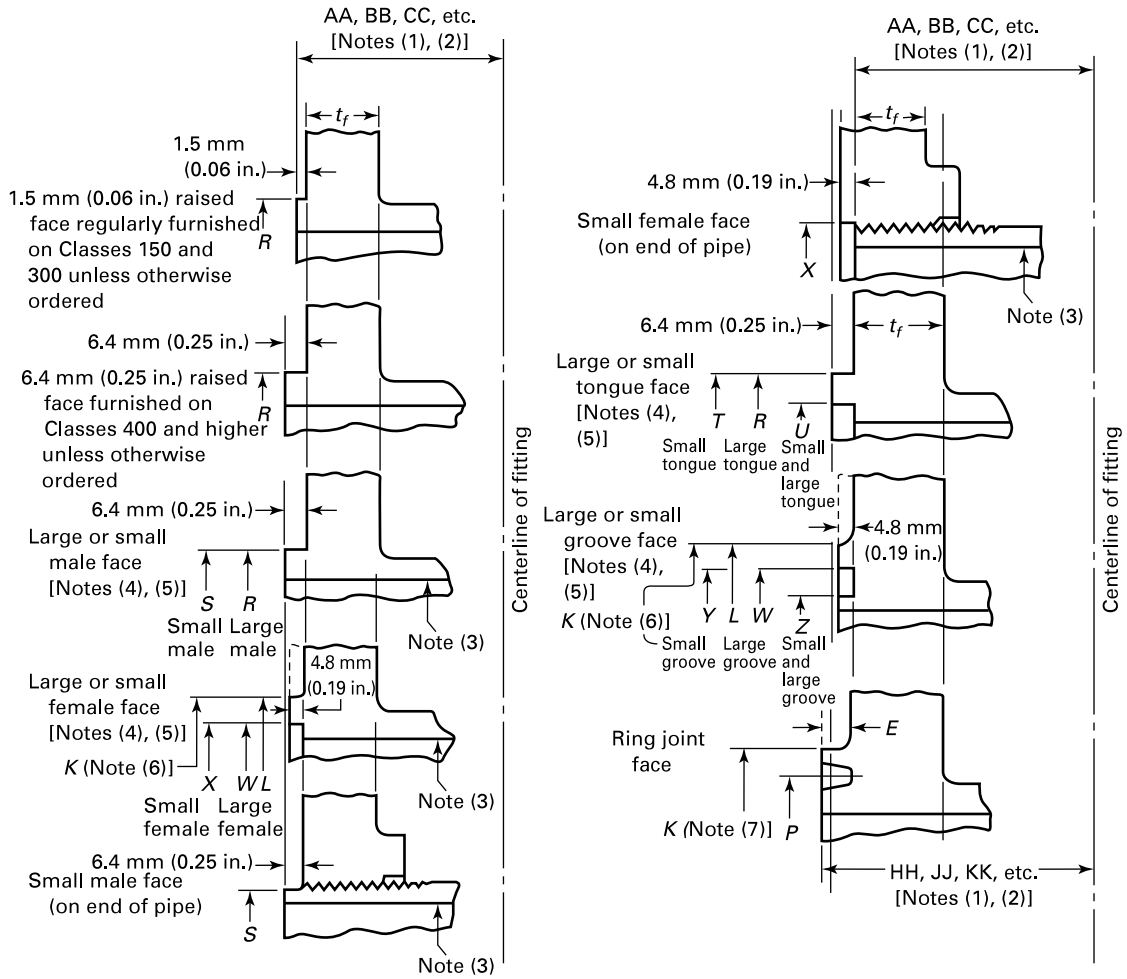 AA, BB, CC, etc.
[Notes (1), (2)]
t_f
1.5 mm
(0.06 in.)
1.5 mm (0.06 in.) raised
face regularly furnished
on Classes 150 and
300 unless otherwise
ordered
R
6.4 mm (0.25 in.)
6.4 mm (0.25 in.) raised
face furnished on
Classes 400 and higher
unless otherwise
ordered
R
6.4 mm (0.25 in.)
Large or small
male face
[Notes (4), (5)]
S R
Small Large
male male
Note (3)
4.8 mm
(0.19 in.)
Large or small
female face
[Notes (4), (5)]
K (Note (6)]
X W L
Small Large
female female
Note (3)
6.4 mm (0.25 in.)
Small male face
(on end of pipe)
S
Note (3)
Centerline of fitting
AA, BB, CC, etc.
[Notes (1), (2)]
t_f
4.8 mm (0.19 in.)
Small female face
(on end of pipe)
X
Note (3)
6.4 mm (0.25 in.)
t_f
Large or small
tongue face
[Notes (4),
(5)]
T R U
Small Large Small
tongue tongue and
large
tongue
4.8 mm
(0.19 in.)
Large or small
groove face
[Notes (4),
(5)]
K (Note (6)]
Y L W Z
Small Large Small
groove groove and
large
groove
E
Ring joint
face
K (Note (7)]
P
HH, JJ, KK, etc.
[Notes (1), (2)]
Centerline of fitting